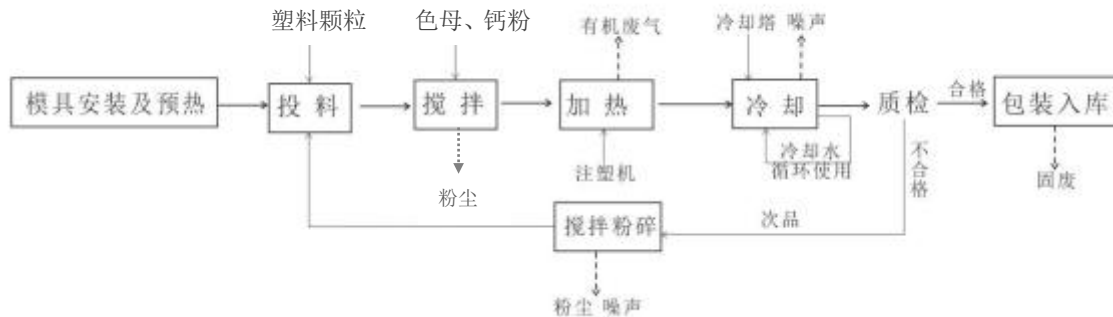 塑料颗粒
色母、钙粉
有机废气
冷却塔 噪声
模具安装及预热
投料
搅拌
加热
冷却
质检
合格
包装入库
粉尘
注塑机
冷却水
循环使用
不合格
固废
搅拌粉碎
次品
粉尘 噪声